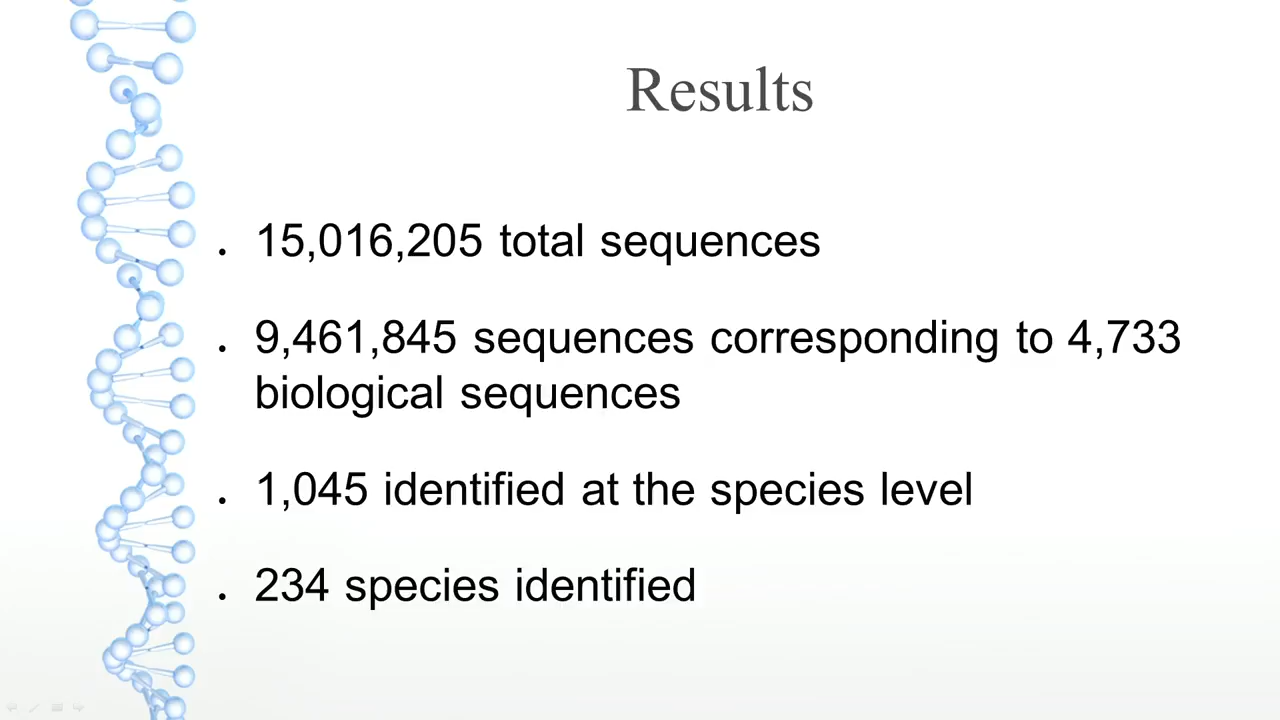 Results
. 15,016,205 total sequences
. 9,461,845 sequences corresponding to 4,733
biological sequences
. 1,045 identified at the species level
. 234 species identified